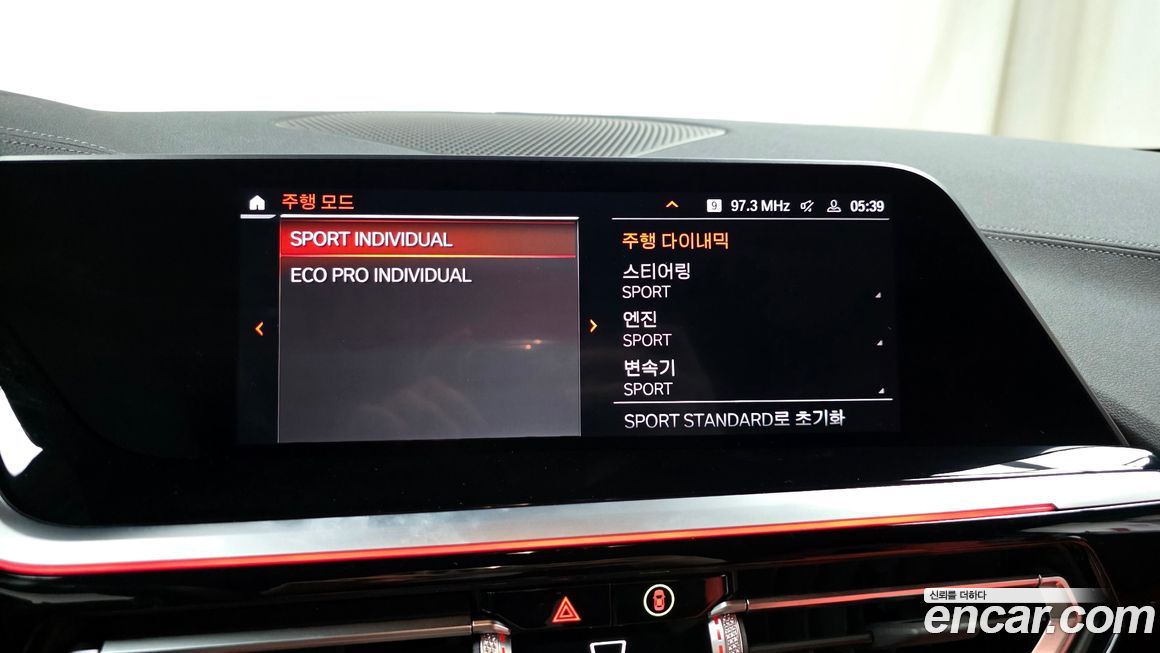 주행 모드
9 97.3 MHz 05:39
SPORT INDIVIDUAL
ECO PRO INDIVIDUAL
주행 다이내믹
스티어링
SPORT
엔진
SPORT
변속기
SPORT
SPORT STANDARD로 초기화
신뢰를 더하다
encar.com